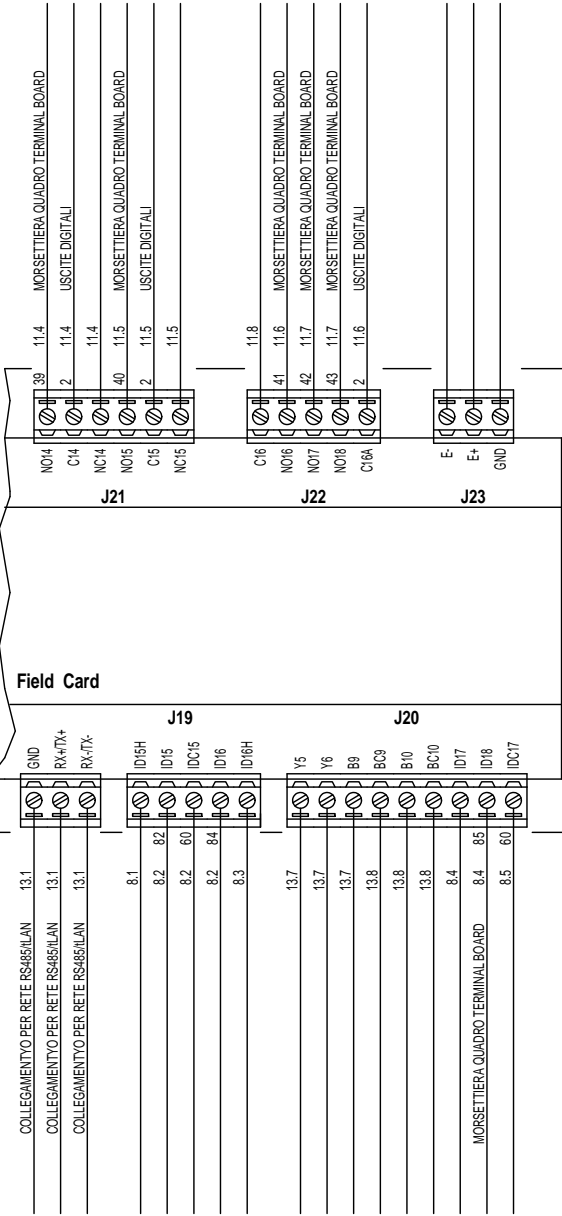 39 11.4 MORSETTIERA QUADRO TERMINAL BOARD
2 11.4 USCITE DIGITALI
11.4
40 11.5 MORSETTIERA QUADRO TERMINAL BOARD
2 11.5 USCITE DIGITALI
11.5
11.8
41 11.6 MORSETTIERA QUADRO TERMINAL BOARD
42 11.7 MORSETTIERA QUADRO TERMINAL BOARD
43 11.7 MORSETTIERA QUADRO TERMINAL BOARD
2 11.6
NO14
C14
NC14
NO15
C15
NC15
C16
NO16
NO17
NO18
C16A
E-
E+
GND
J21
J22
J23
Field Card
J19
J20
GND
RX+/TX+
RX-/TX-
ID15H
ID15
IDC15
ID16
ID16H
Y5
Y6
B9
BC9
B10
BC10
ID17
ID18
IDC17
COLLEGAMENTYO PER RETE RS485/tLAN 13.1
COLLEGAMENTYO PER RETE RS485/tLAN 13.1
COLLEGAMENTYO PER RETE RS485/tLAN 13.1
8.1
8.2 82
8.2 60
8.2 84
8.3
13.7
13.7
13.7
13.8
13.8
13.8
8.4
MORSETTIERA QUADRO TERMINAL BOARD 8.4 85
8.5 60